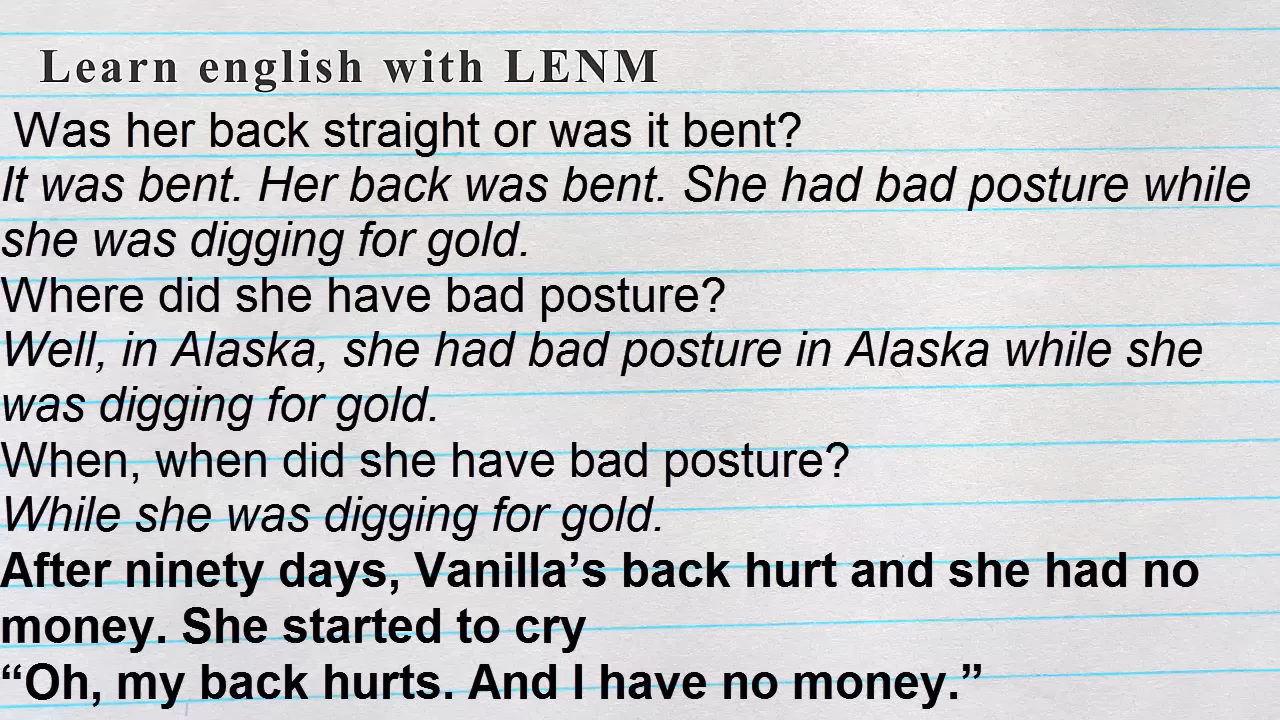 Learn english with LENM
Was her back straight or was it bent?
It was bent. Her back was bent. She had bad posture while
she was digging for gold.
Where did she have bad posture?
Well, in Alaska, she had bad posture in Alaska while she
was digging for gold.
When, when did she have bad posture?
While she was digging for gold.
After ninety days, Vanilla’s back hurt and she had no
money. She started to cry
“Oh, my back hurts. And I have no money.”